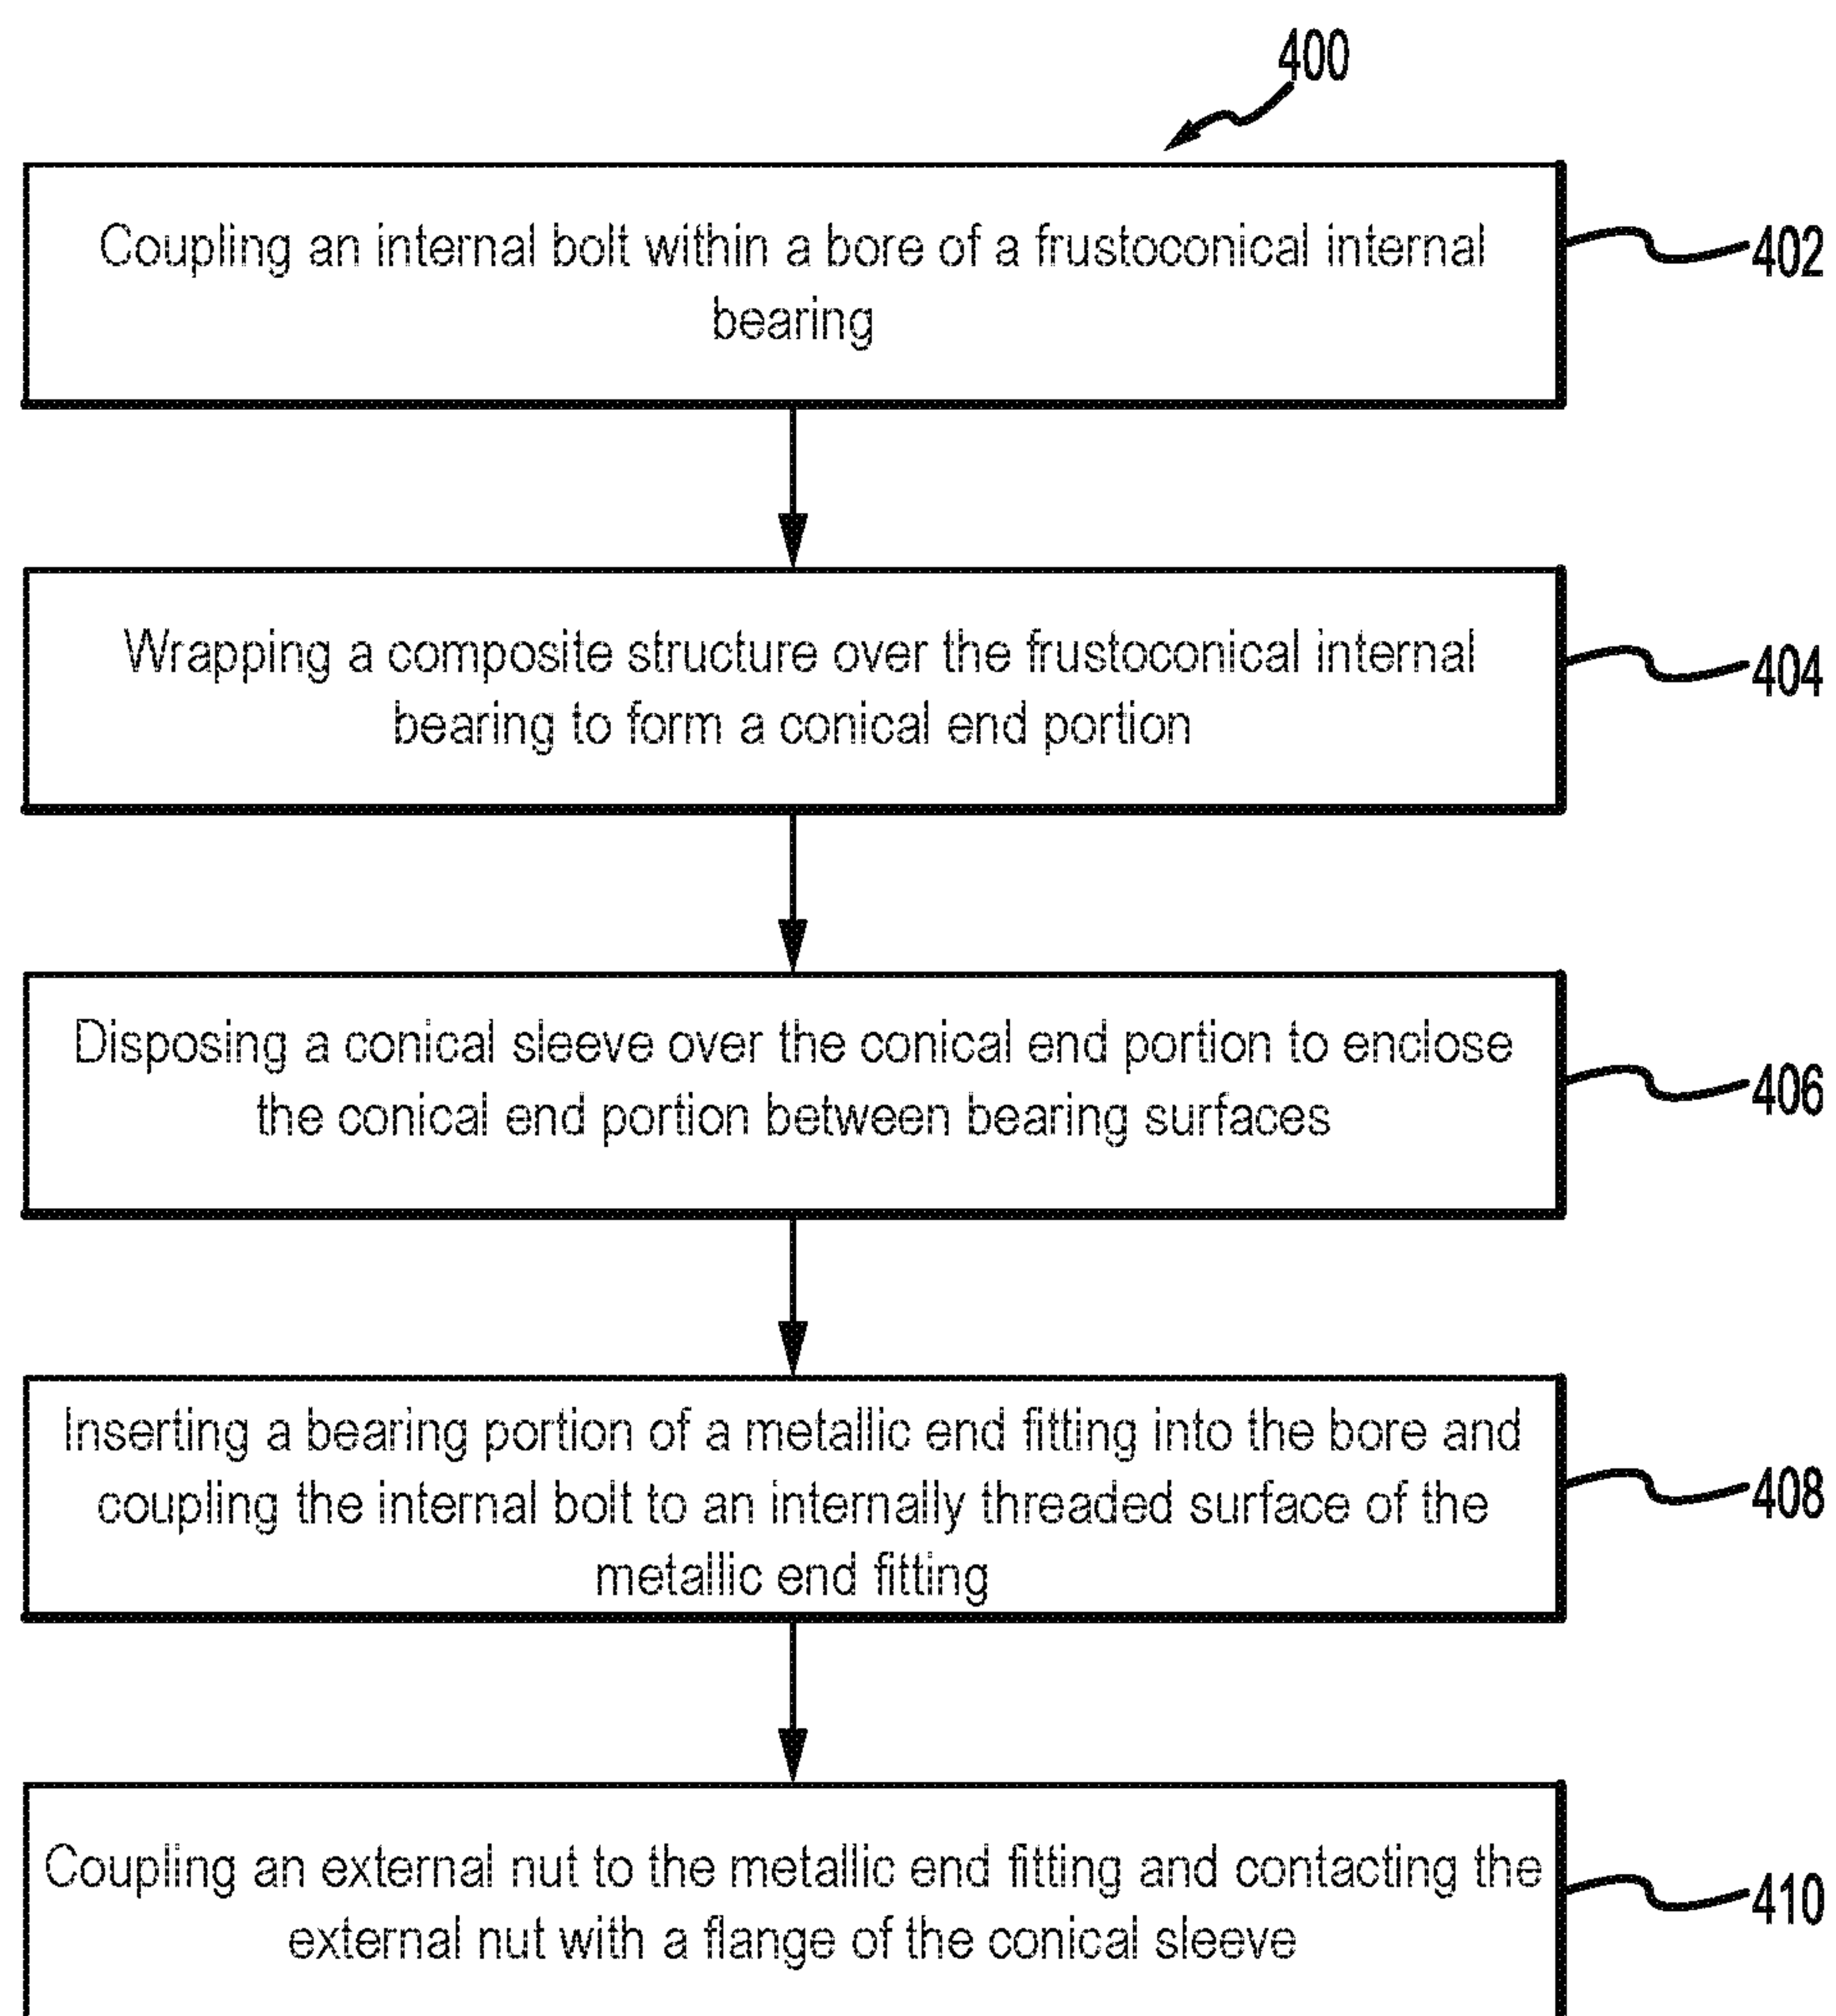 400
Coupling an internal bolt within a bore of a frustoconical internal
bearing
402
Wrapping a composite structure over the frustoconical internal
bearing to form a conical end portion
404
Disposing a conical sleeve over the conical end portion to enclose
the conical end portion between bearing surfaces
406
Inserting a bearing portion of a metallic end fitting into the bore and
coupling the internal bolt to an internally threaded surface of the
metallic end fitting
408
Coupling an external nut to the metallic end fitting and contacting the
external nut with a flange of the conical sleeve
410